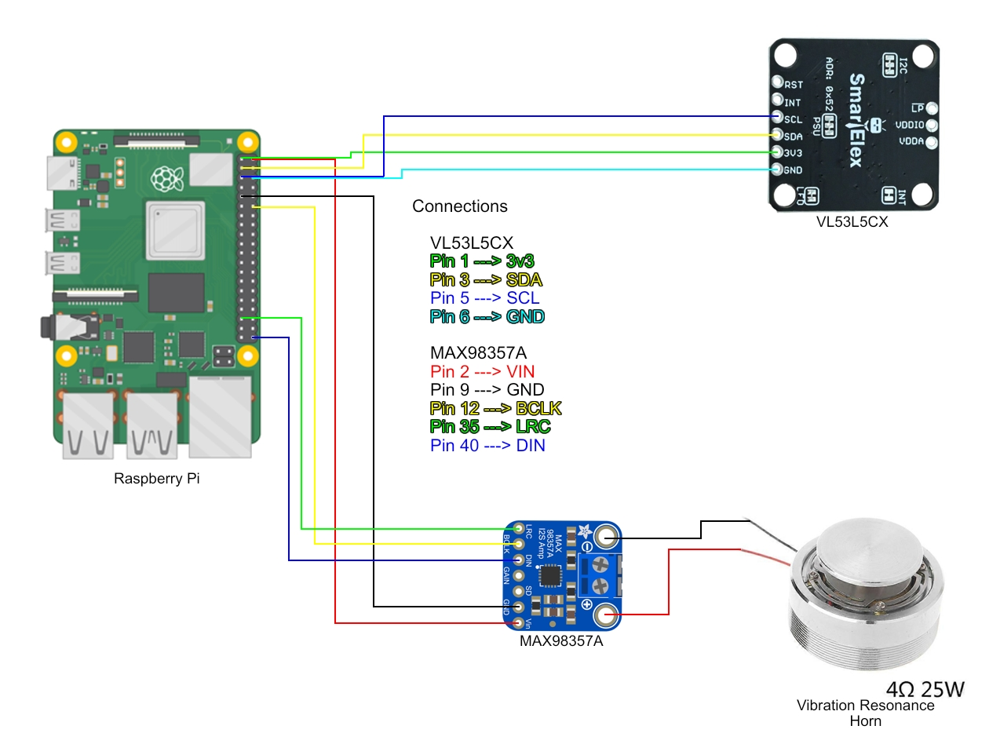 RST
INT
SCL
SDA
3V3
GND
ADR: 0x52
PSU
SmartElex
I2C
LP
VDDIO
VDDA
INT
VL53L5CX
Connections
VL53L5CX
Pin 1 ---> 3v3
Pin 3 ---> SDA
Pin 5 ---> SCL
Pin 6 ---> GND
MAX98357A
Pin 2 ---> VIN
Pin 9 ---> GND
Pin 12 ---> BCLK
Pin 35 ---> LRC
Pin 40 ---> DIN
Raspberry Pi
LRC
BCLK
DIN
GAIN
SD
GND
Vin
MAX
98357A
I2S Amp
MAX98357A
4Ω 25W
Vibration Resonance
Horn